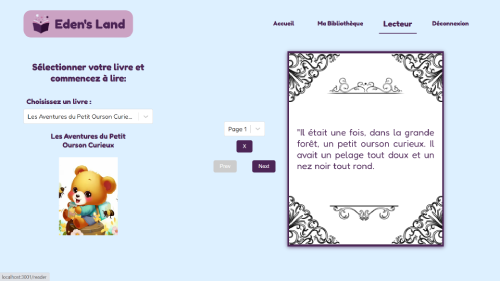 Eden's Land
Accueil
Ma Bibliothèque
Lecteur
Déconnexion
Sélectionner votre livre et
commencez à lire:
Choisissez un livre :
Les Aventures du Petit Ourson Curie...
Les Aventures du Petit
Ourson Curieux
Page 1
X
Prev
Next
"Il était une fois, dans la grande
forêt, un petit ourson curieux. Il
avait un pelage tout doux et un
nez noir tout rond.
localhost:3001/reader